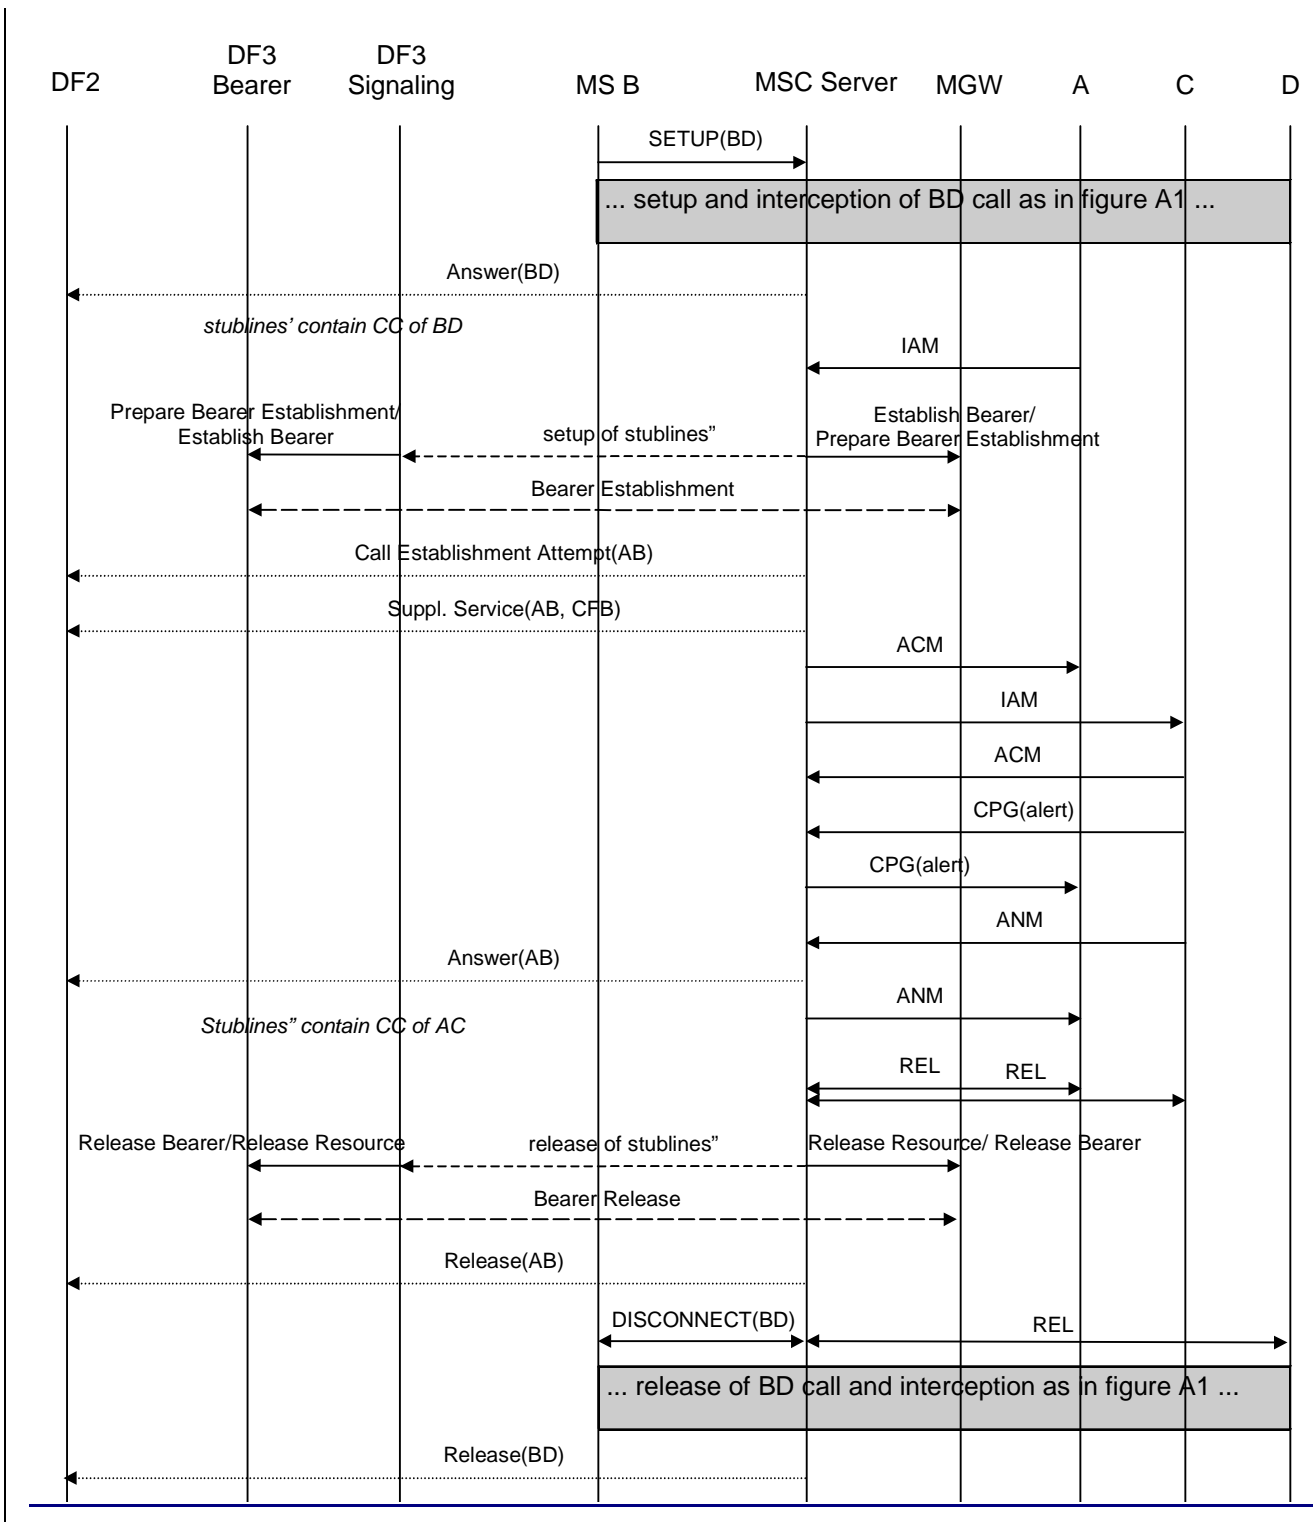 DF2
DF3
Bearer
DF3
Signaling
MS B
MSC Server
MGW
A
C
D
SETUP(BD)
... setup and interception of BD call as in figure A1 ...
Answer(BD)
stublines’ contain CC of BD
IAM
Prepare Bearer Establishment/
Establish Bearer
setup of stublines”
Establish Bearer/
Prepare Bearer Establishment
Bearer Establishment
Call Establishment Attempt(AB)
Suppl. Service(AB, CFB)
ACM
IAM
ACM
CPG(alert)
CPG(alert)
ANM
Answer(AB)
ANM
Stublines” contain CC of AC
REL
REL
Release Bearer/Release Resource
release of stublines”
Release Resource/ Release Bearer
Bearer Release
Release(AB)
DISCONNECT(BD)
REL
... release of BD call and interception as in figure A1 ...
Release(BD)